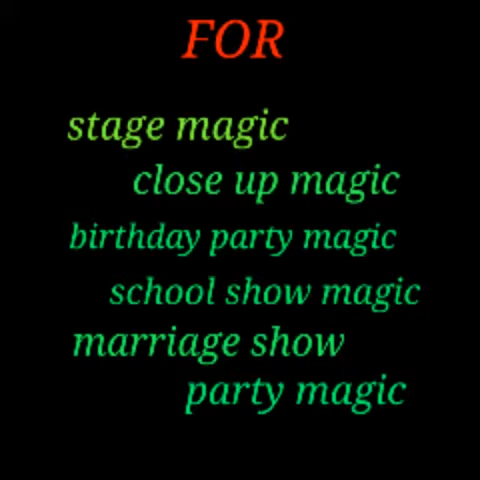 FOR
stage magic
close up magic
birthday party magic
school show magic
marriage show
party magic